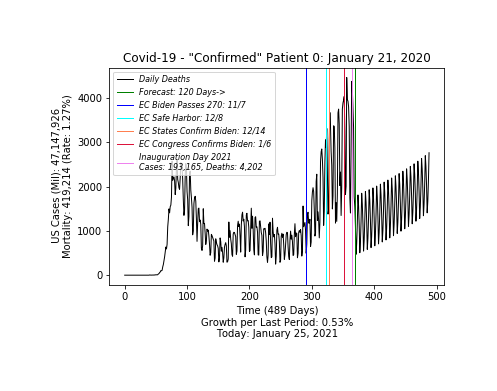 Covid-19 - "Confirmed" Patient 0: January 21, 2020
Daily Deaths
Forecast: 120 Days->
EC Biden Passes 270: 11/7
EC Safe Harbor: 12/8
EC States Confirm Biden: 12/14
EC Congress Confirms Biden: 1/6
Inauguration Day 2021
Cases: 193,165, Deaths: 4,202
US Cases (Mil): 47,147,926
Mortality: 419,214 (Rate: 1.27%)
4000
3000
2000
1000
0
0 100 200 300 400 500
Time (489 Days)
Growth per Last Period: 0.53%
Today: January 25, 2021